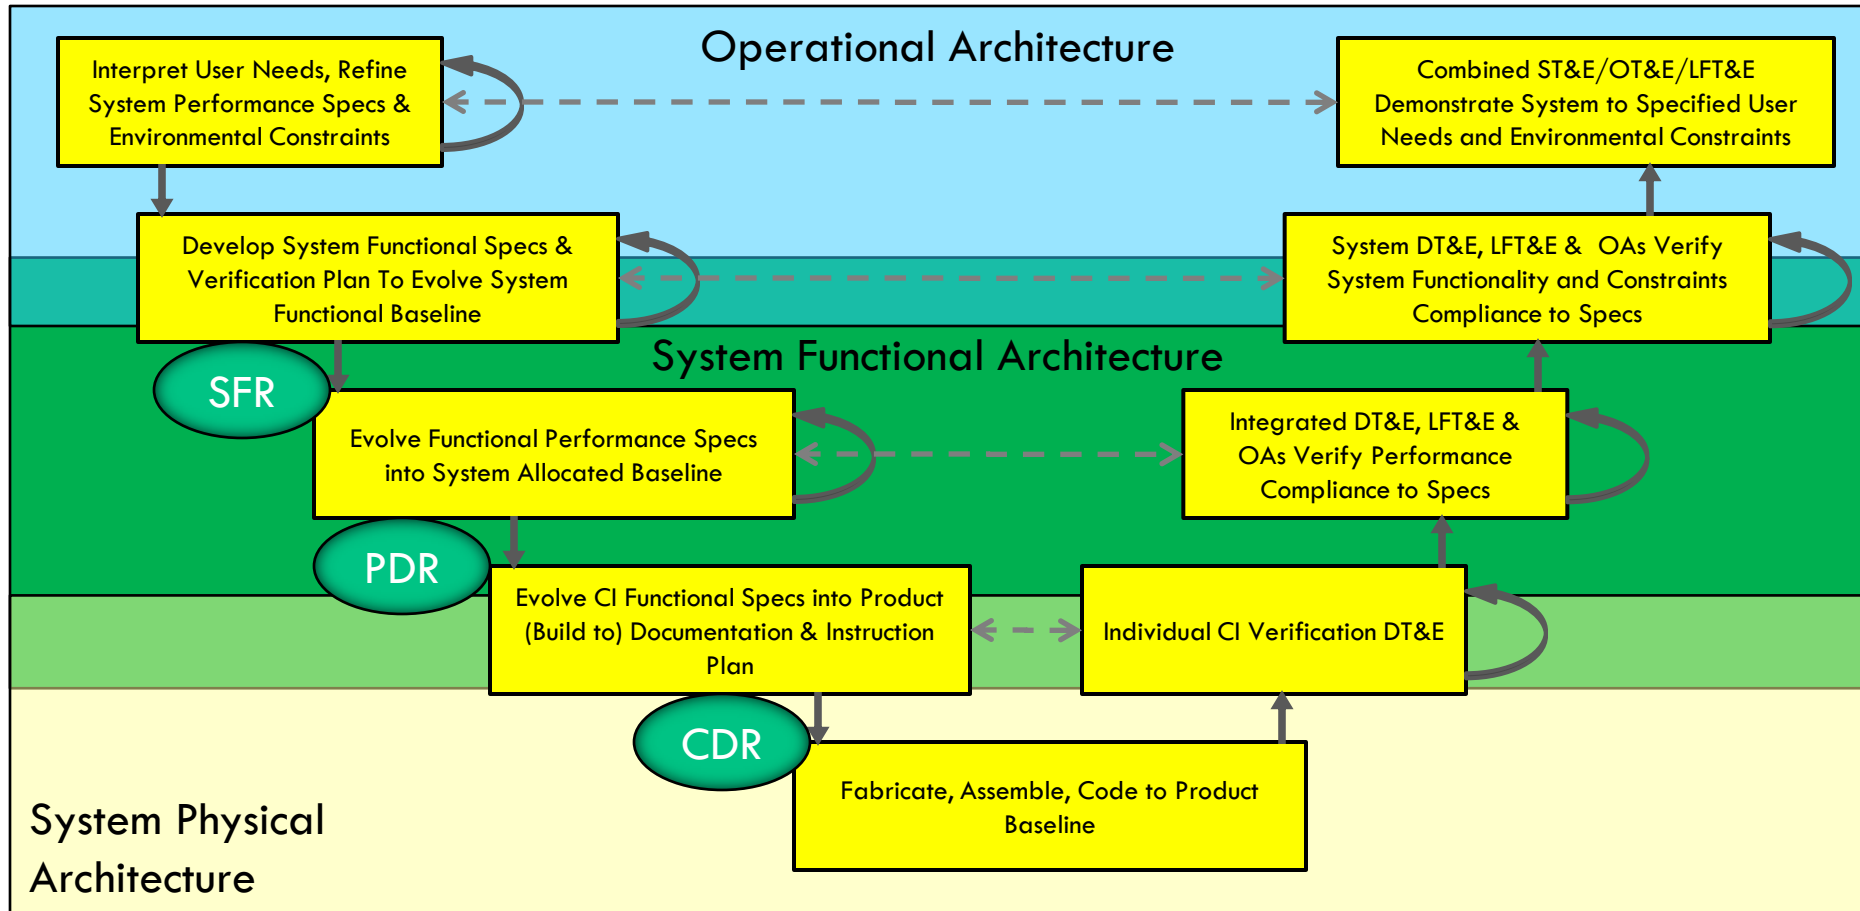 Operational Architecture
Interpret User Needs, Refine
System Performance Specs &
Environmental Constraints
Combined ST&E/OT&E/LFT&E
Demonstrate System to Specified User
Needs and Environmental Constraints
Develop System Functional Specs &
Verification Plan To Evolve System
Functional Baseline
System DT&E, LFT&E & OAs Verify
System Functionality and Constraints
Compliance to Specs
System Functional Architecture
SFR
Evolve Functional Performance Specs
into System Allocated Baseline
Integrated DT&E, LFT&E &
OAs Verify Performance
Compliance to Specs
PDR
Evolve CI Functional Specs into Product
(Build to) Documentation & Instruction
Plan
Individual CI Verification DT&E
CDR
Fabricate, Assemble, Code to Product
Baseline
System Physical
Architecture